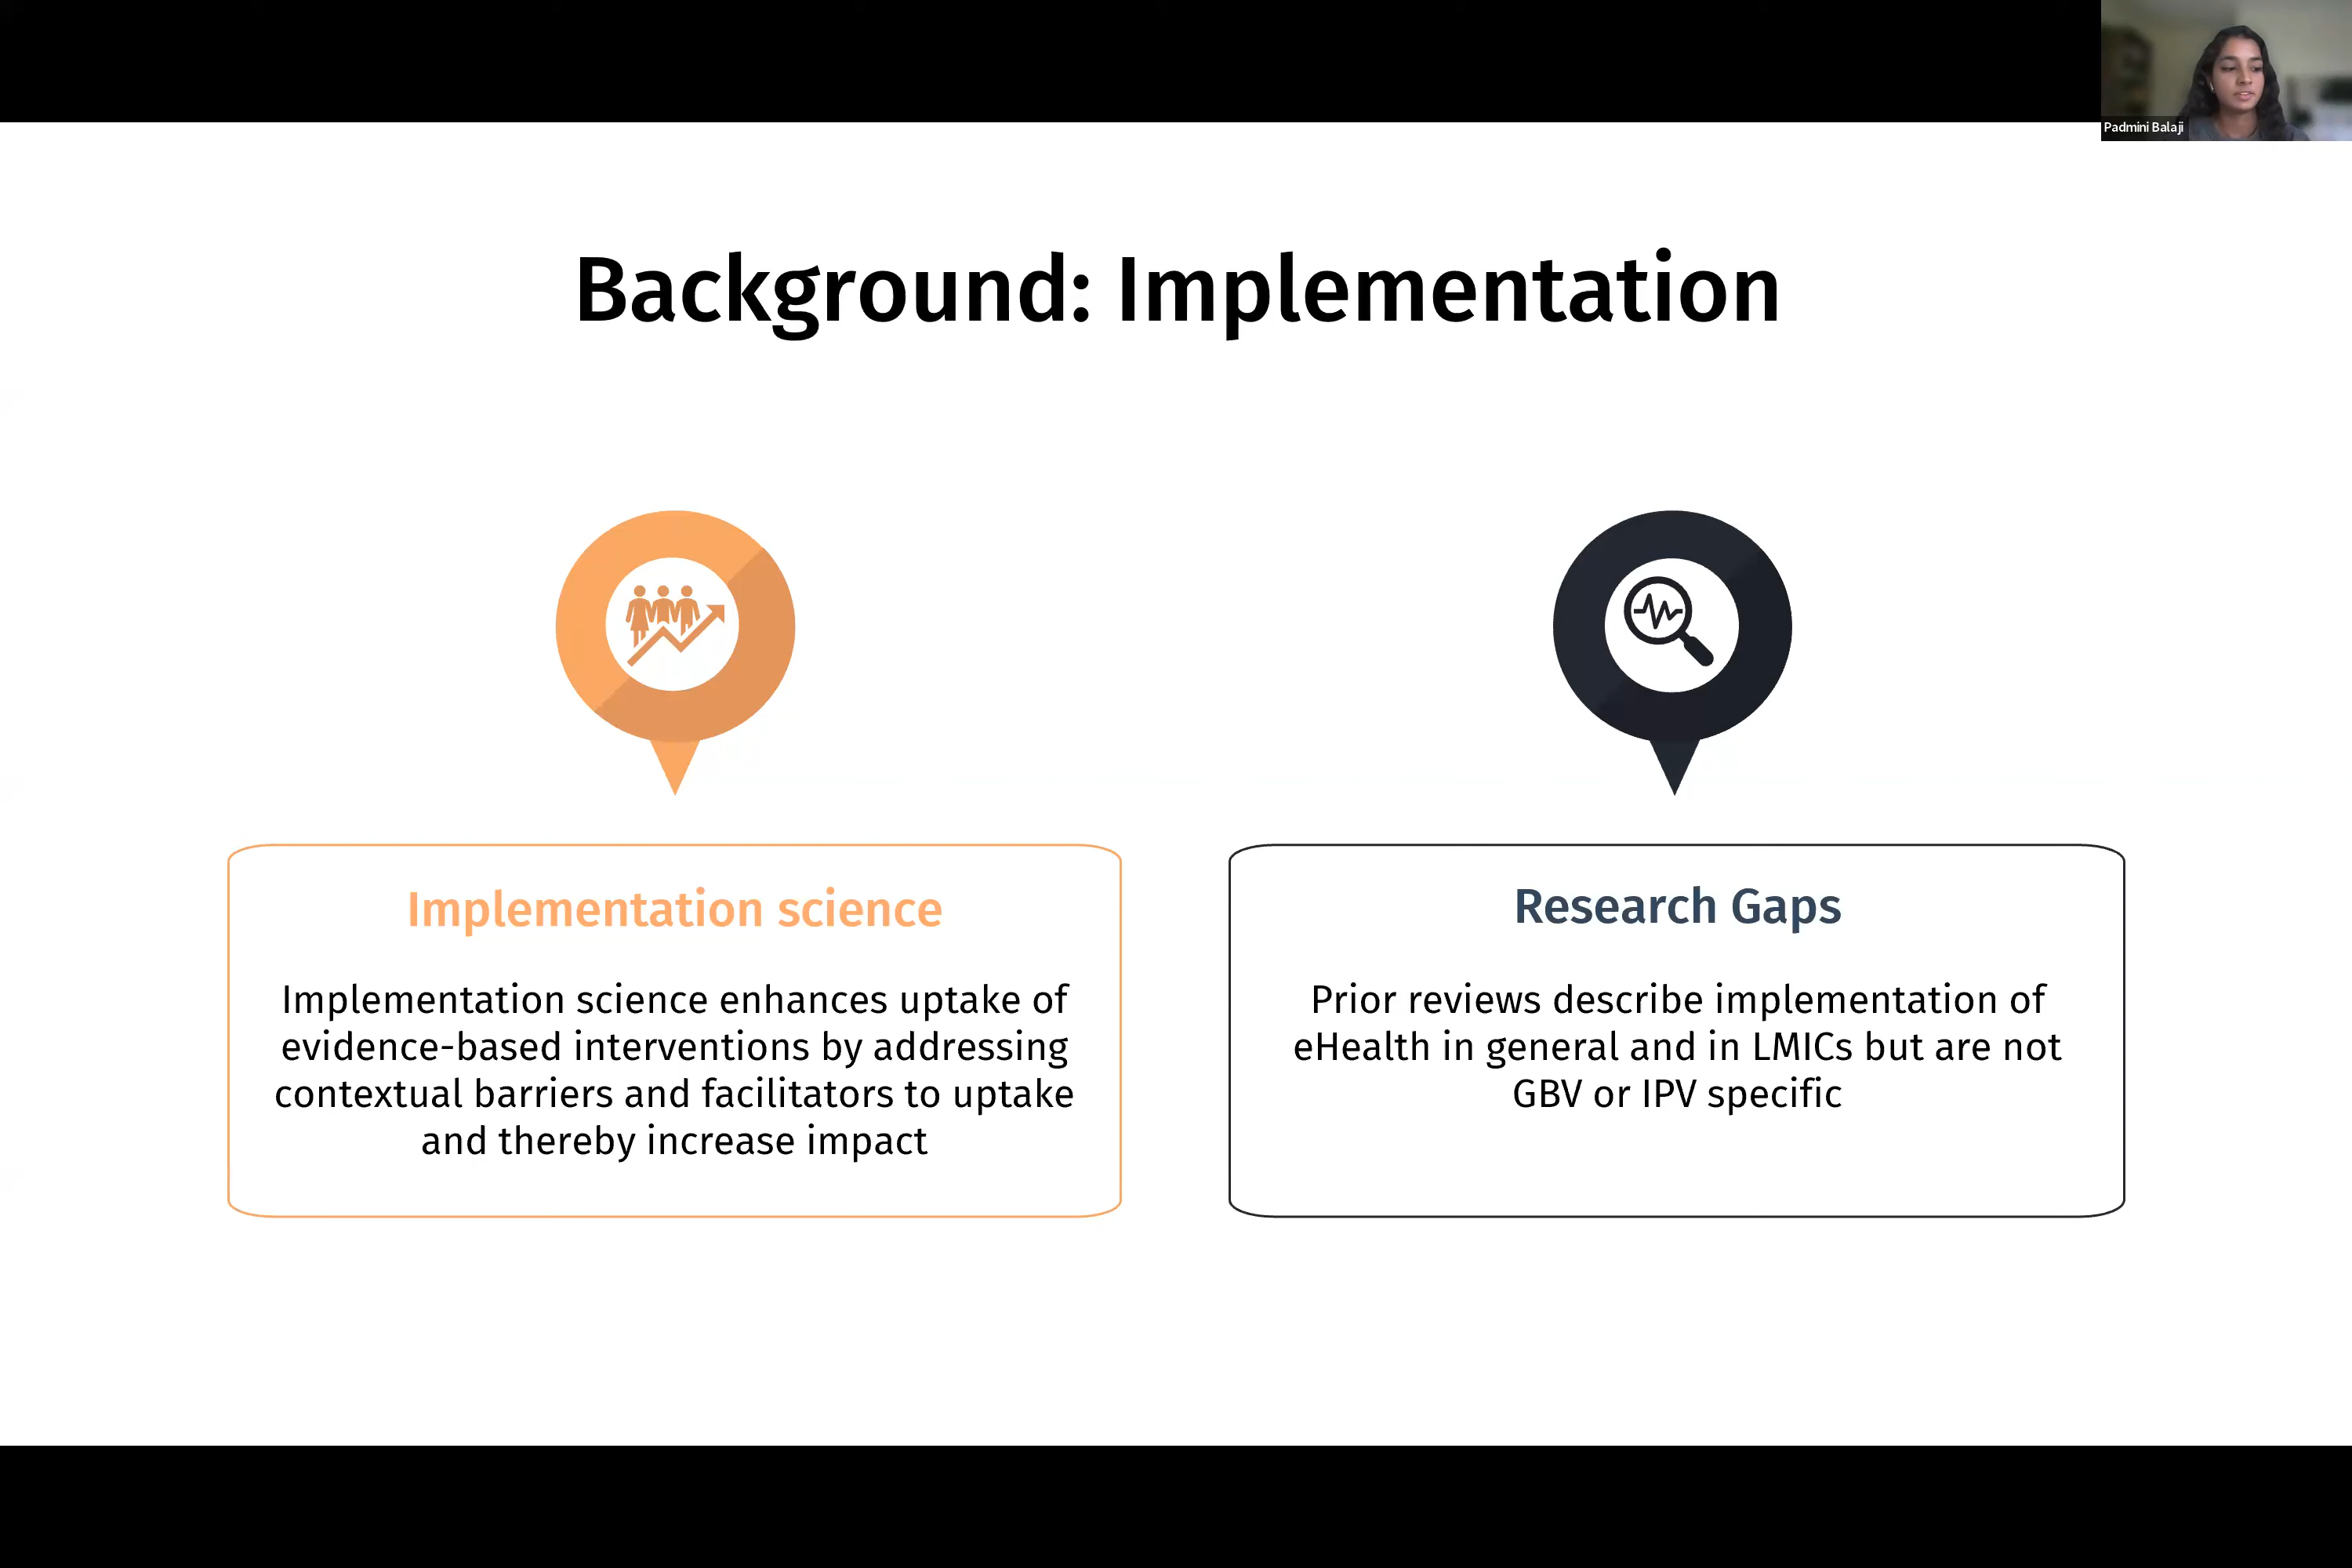 Padmini Balaji
Background: Implementation
Implementation science
Implementation science enhances uptake of
evidence-based interventions by addressing
contextual barriers and facilitators to uptake
and thereby increase impact
Research Gaps
Prior reviews describe implementation of
eHealth in general and in LMICs but are not
GBV or IPV specific